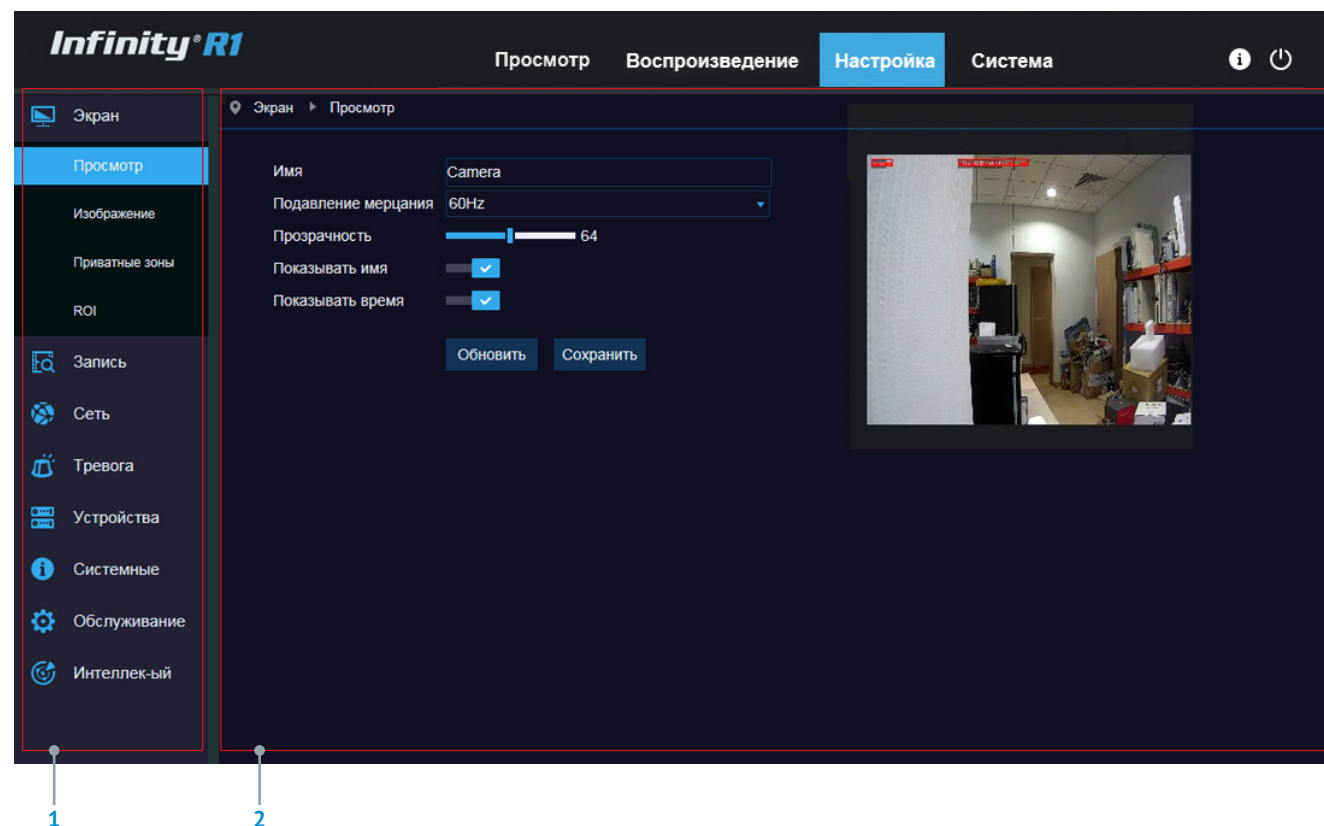 Infinity® R1
Просмотр Воспроизведение Настройка Система
Экран
Просмотр
Изображение
Приватные зоны
ROI
Запись
Сеть
Тревога
Устройства
Системные
Обслуживание
Интеллек-ый
Экран Просмотр
Имя Camera
Подавление мерцания 60Hz
Прозрачность 64
Показывать имя
Показывать время
Обновить Сохранить
1 2